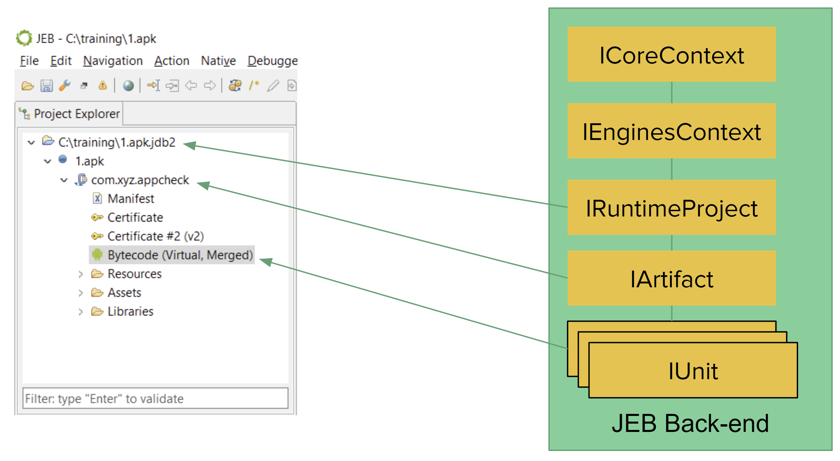 JEB - C:\training\1.apk
File Edit Navigation Action Native Debugge
Project Explorer
C:\training\1.apk.jdb2
1.apk
com.xyz.appcheck
Manifest
Certificate
Certificate #2 (v2)
Bytecode (Virtual, Merged)
Resources
Assets
Libraries
Filter: type "Enter" to validate
ICoreContext
IEnginesContext
IRuntimeProject
IArtifact
IUnit
JEB Back-end